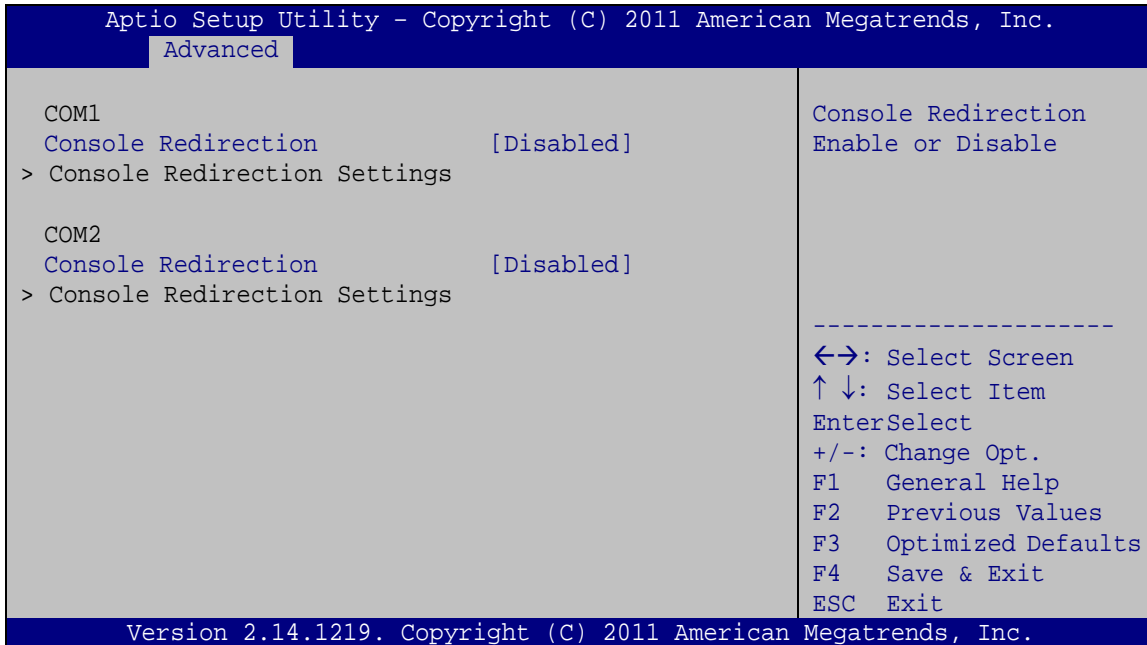 Aptio Setup Utility – Copyright (C) 2011 American Megatrends, Inc.
Advanced
COM1
Console Redirection [Disabled]
> Console Redirection Settings
COM2
Console Redirection [Disabled]
> Console Redirection Settings
Console Redirection
Enable or Disable
---------------------
←→: Select Screen
↑ ↓: Select Item
EnterSelect
+/-: Change Opt.
F1 General Help
F2 Previous Values
F3 Optimized Defaults
F4 Save & Exit
ESC Exit
Version 2.14.1219. Copyright (C) 2011 American Megatrends, Inc.